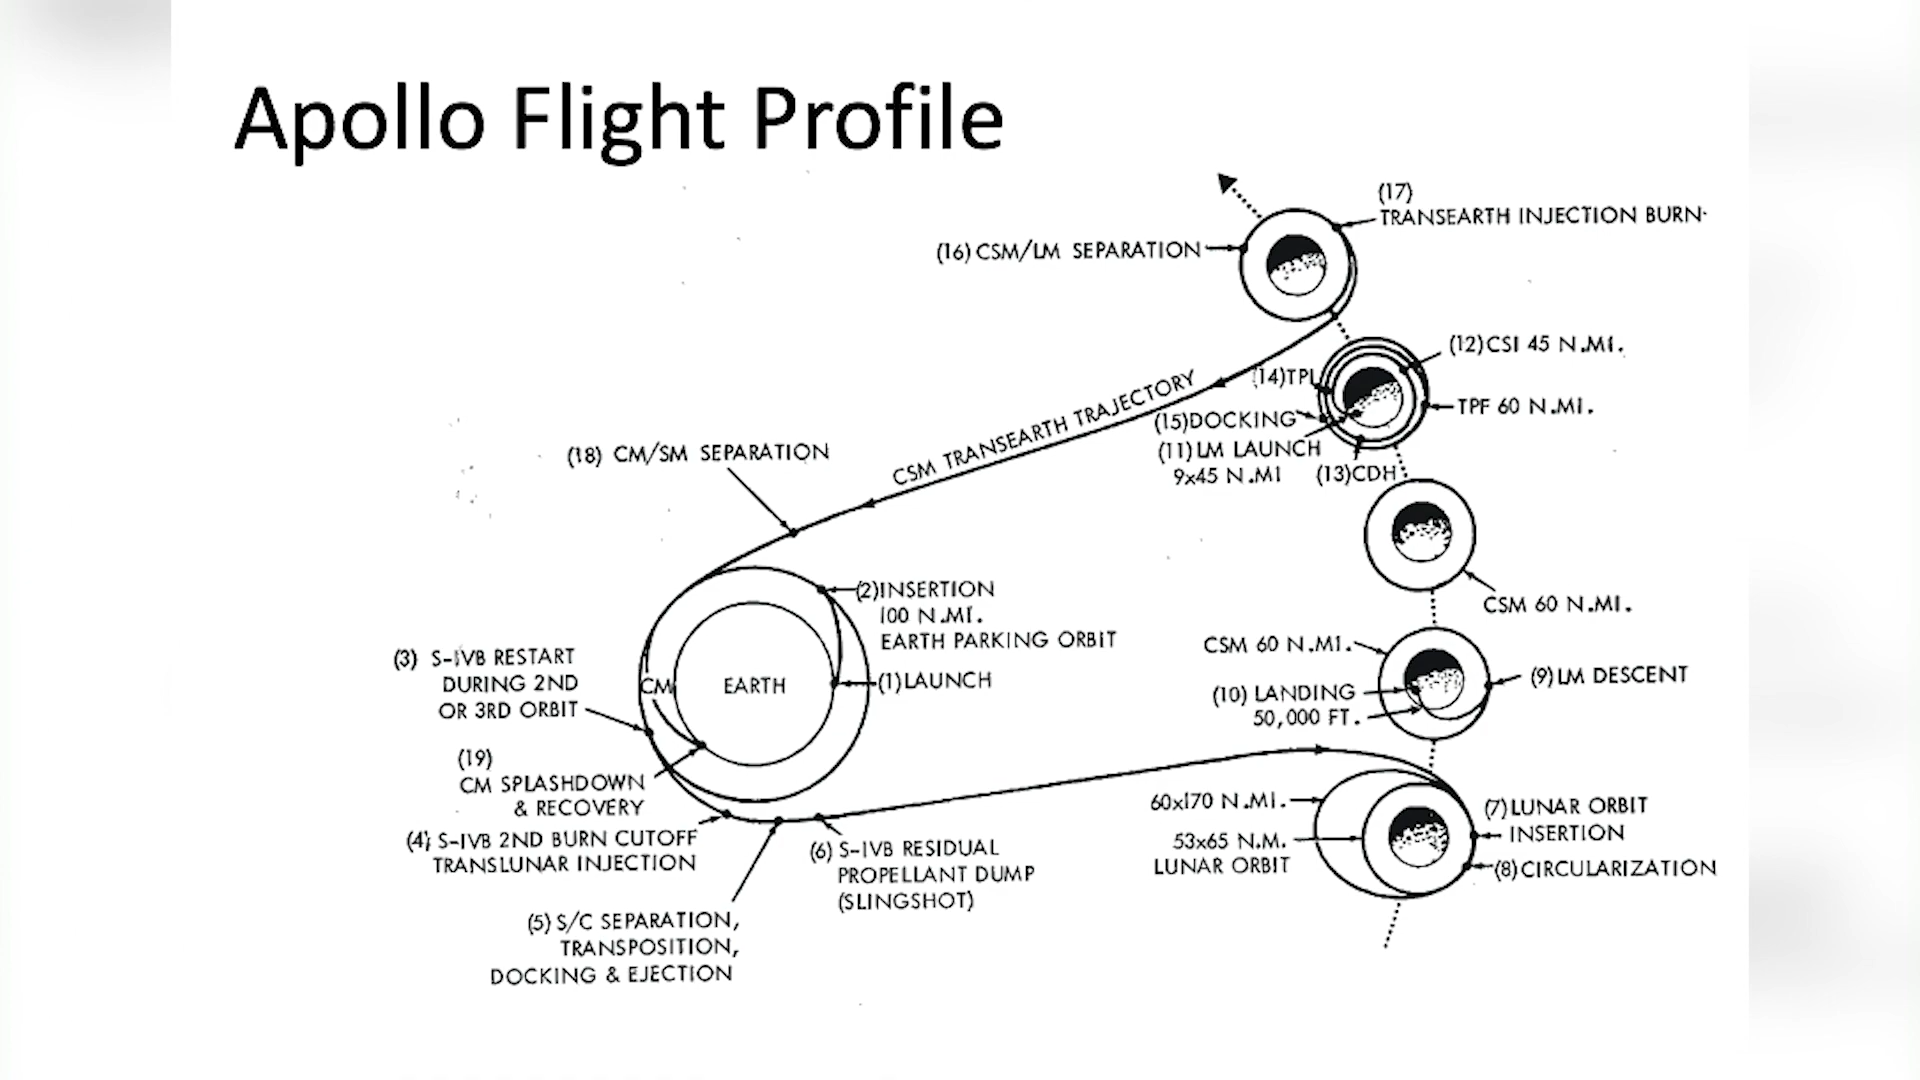 Apollo Flight Profile
(17)
TRANSEARTH INJECTION BURN
(16) CSM/LM SEPARATION
(12) CSI 45 N.MI.
(14) TPI
TPF 60 N.MI.
(15) DOCKING
(11) LM LAUNCH
9x45 N.MI
(13) CDH
CSM TRANSEARTH TRAJECTORY
(18) CM/SM SEPARATION
CSM 60 N.MI.
(2) INSERTION
100 N.MI.
EARTH PARKING ORBIT
(1) LAUNCH
EARTH
CM
(3) S-IVB RESTART
DURING 2ND
OR 3RD ORBIT
CSM 60 N.MI.
(9) LM DESCENT
(10) LANDING
50,000 FT.
(19)
CM SPLASHDOWN
& RECOVERY
(4) S-IVB 2ND BURN CUTOFF
TRANSLUNAR INJECTION
(5) S/C SEPARATION,
TRANSPOSITION,
DOCKING & EJECTION
(6) S-IVB RESIDUAL
PROPELLANT DUMP
(SLINGSHOT)
60x170 N.MI.
53x65 N.M.
LUNAR ORBIT
(7) LUNAR ORBIT
INSERTION
(8) CIRCULARIZATION